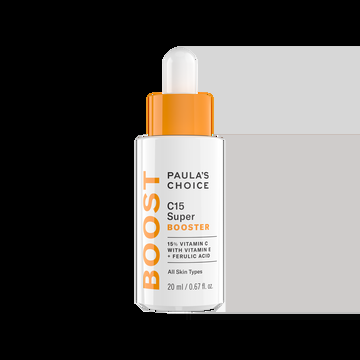 BOOST
PAULA'S
CHOICE
C15
Super
BOOSTER
15% VITAMIN C
WITH VITAMIN E
+ FERULIC ACID
All Skin Types
20 ml / 0.67 fl. oz.